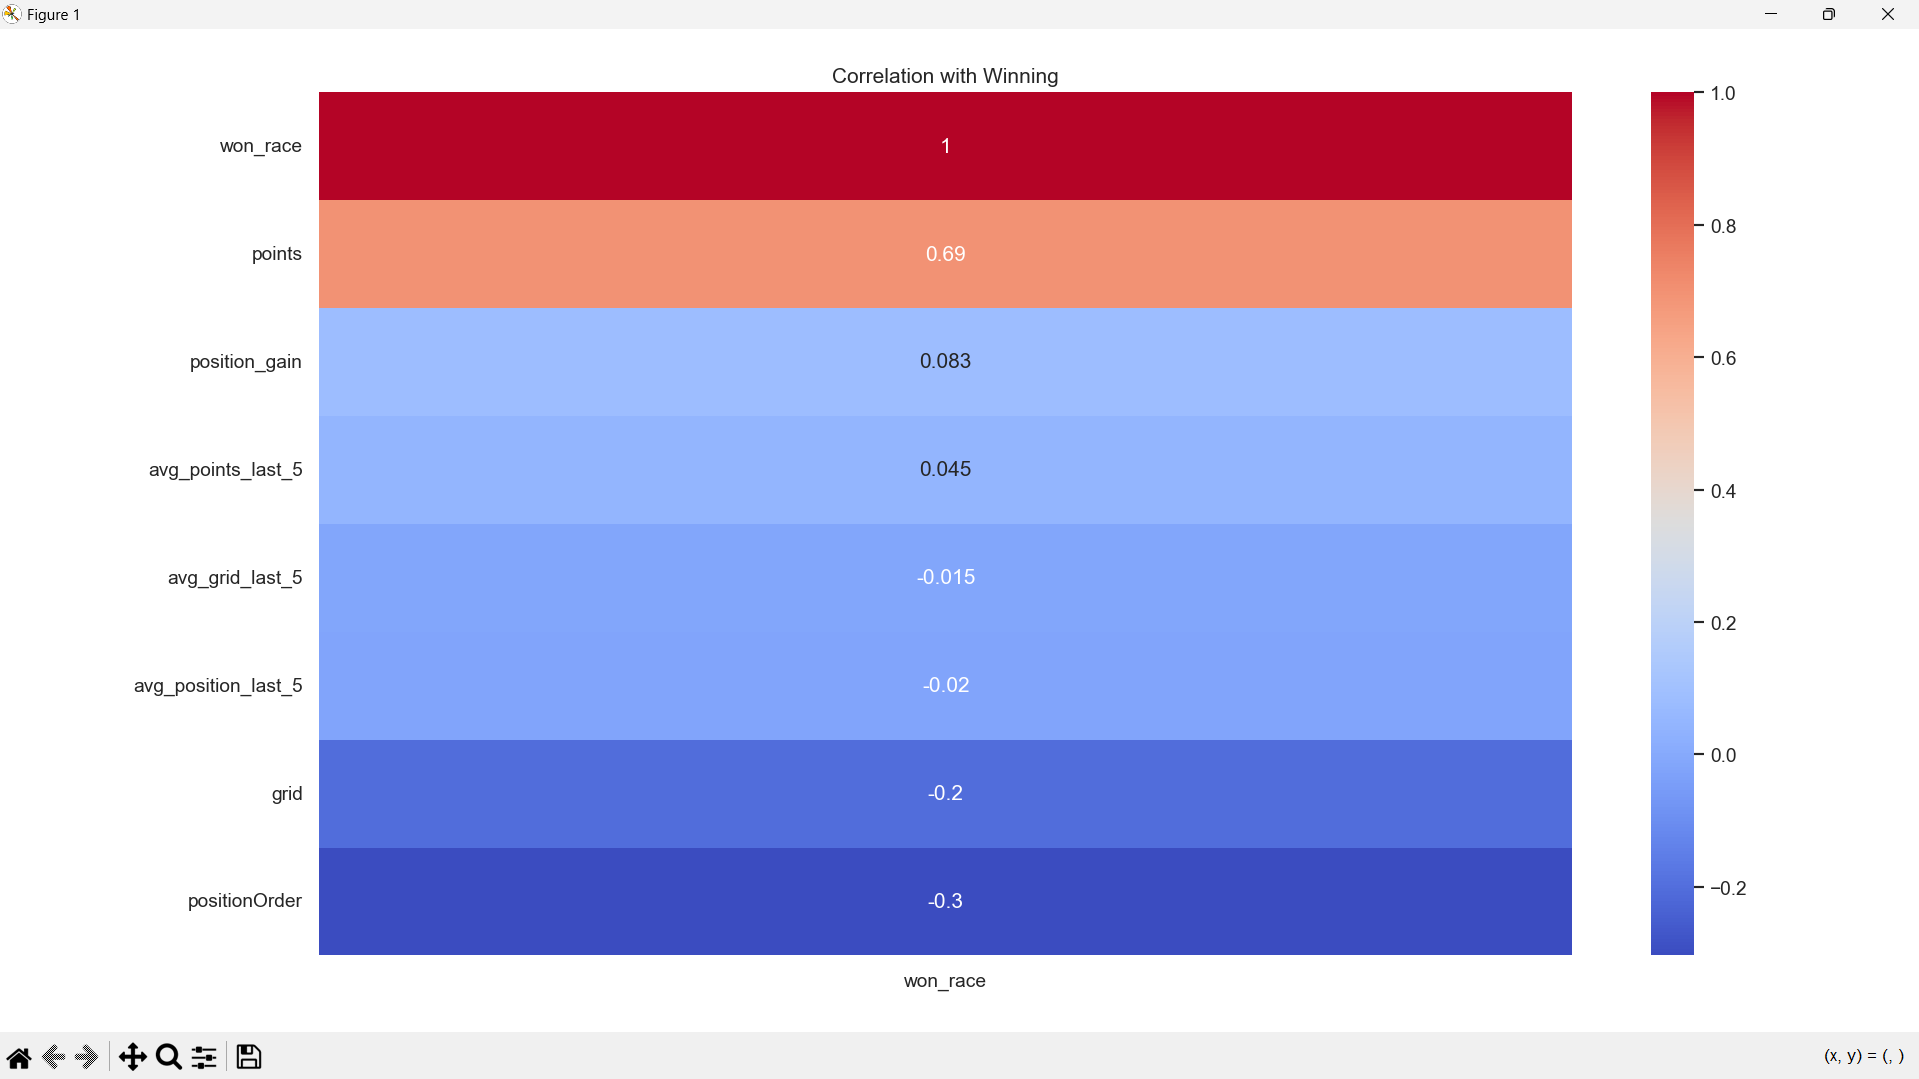 Figure 1
Correlation with Winning
won_race
1
points
0.69
position_gain
0.083
avg_points_last_5
0.045
avg_grid_last_5
-0.015
avg_position_last_5
-0.02
grid
-0.2
positionOrder
-0.3
won_race
1.0
0.8
0.6
0.4
0.2
0.0
−0.2
(x, y) = (, )